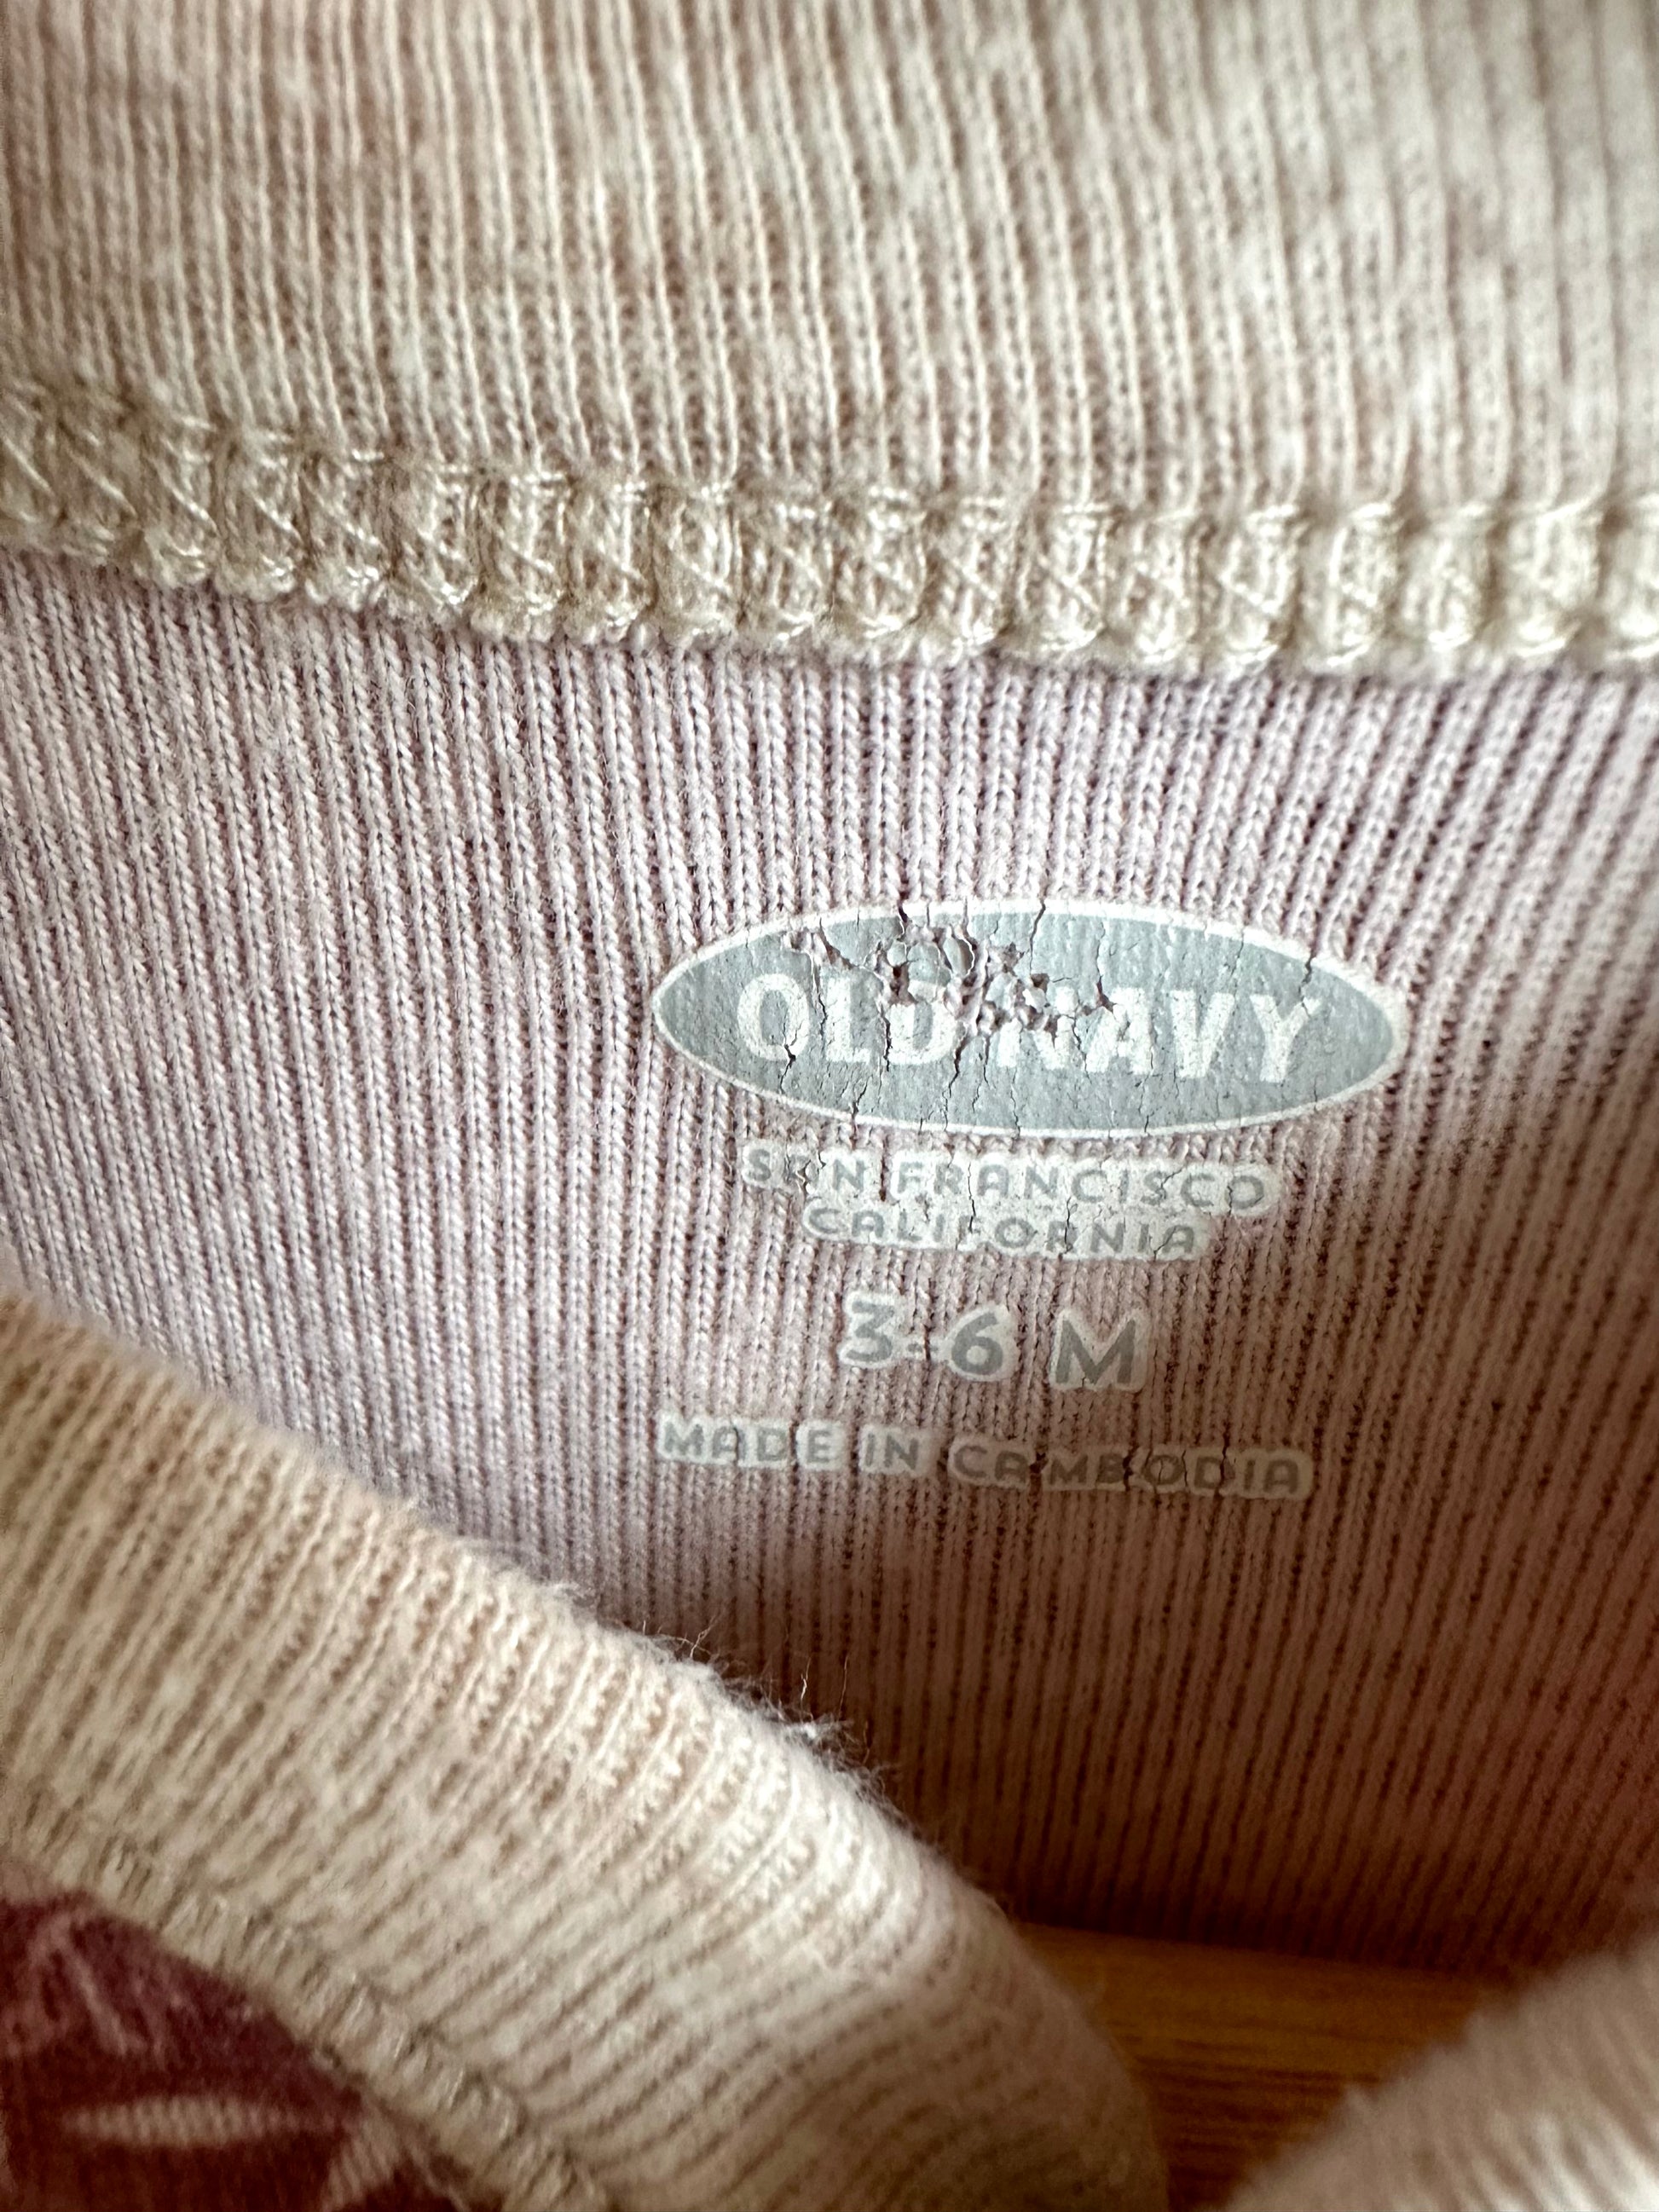 OLD NAVY
SAN FRANCISCO
CALIFORNIA
3-6 M
MADE IN CAMBODIA